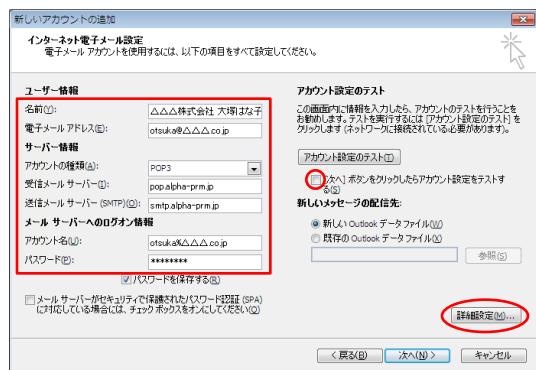 新しいアカウントの追加
インターネット電子メール設定
電子メール アカウントを使用するには、以下の項目をすべて設定してください。
ユーザー情報
名前(Y):
△△△株式会社 大塚はな子
電子メール アドレス(E):
otsuka@△△△.co.jp
サーバー情報
アカウントの種類(A):
POP3
受信メール サーバー(I):
pop.alpha-prm.jp
送信メール サーバー (SMTP)(O):
smtp.alpha-prm.jp
メール サーバーへのログオン情報
アカウント名(U):
otsuka%△△△.co.jp
パスワード(P):
********
パスワードを保存する(R)
メール サーバーがセキュリティで保護されたパスワード認証 (SPA)
に対応している場合には、チェック ボックスをオンにしてください(Q)
アカウント設定のテスト
この画面内に情報を入力したら、アカウントのテストを行うことを
お勧めします。テストを実行するには [アカウント設定のテスト] を
クリックします (ネットワークに接続されている必要があります)。
アカウント設定のテスト(T)
[次へ] ボタンをクリックしたらアカウント設定をテストす
る(S)
新しいメッセージの配信先:
新しい Outlook データ ファイル(W)
既存の Outlook データ ファイル(X)
参照(S)
詳細設定(M)...
< 戻る(B)
次へ(N) >
キャンセル